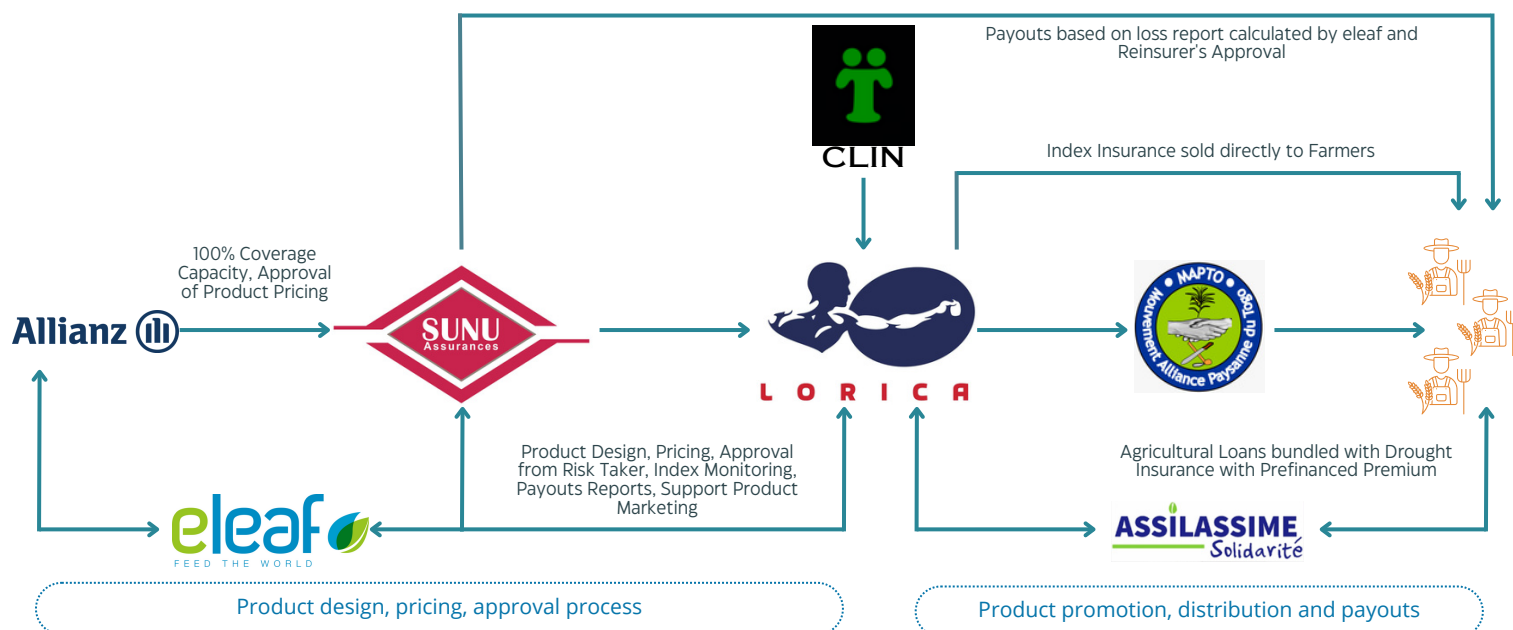 Payouts based on loss report calculated by eleaf and
Reinsurer's Approval
CLIN
Index Insurance sold directly to Farmers
100% Coverage
Capacity, Approval
of Product Pricing
Allianz
SUNU
Assurances
LORICA
MAPTO
Mouvement Alliance Paysanne du Togo
Product Design, Pricing, Approval
from Risk Taker, Index Monitoring,
Payouts Reports, Support Product
Marketing
Agricultural Loans bundled with Drought
Insurance with Prefinanced Premium
eleaf
FEED THE WORLD
ASSILASSIME
Solidarité
Product design, pricing, approval process
Product promotion, distribution and payouts